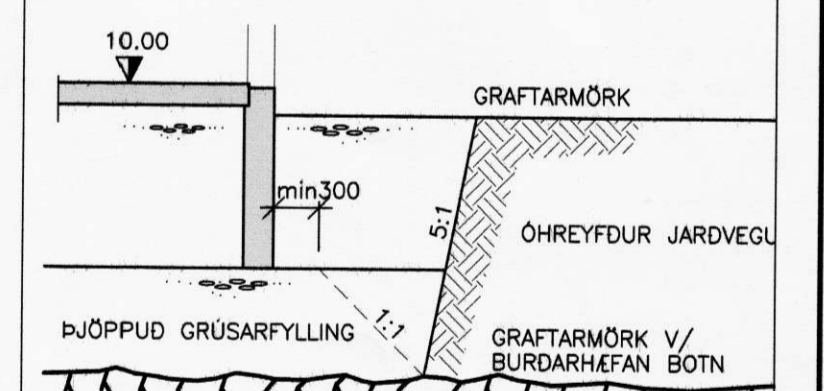 10.00
GRAFTARMÖRK
min300
5:1
ÓHREYFÐUR JARÐVEGU
1:1
ÞJÖPPUÐ GRÚSARFYLLING
GRAFTARMÖRK V/
BURÐARHÆFAN BOTN